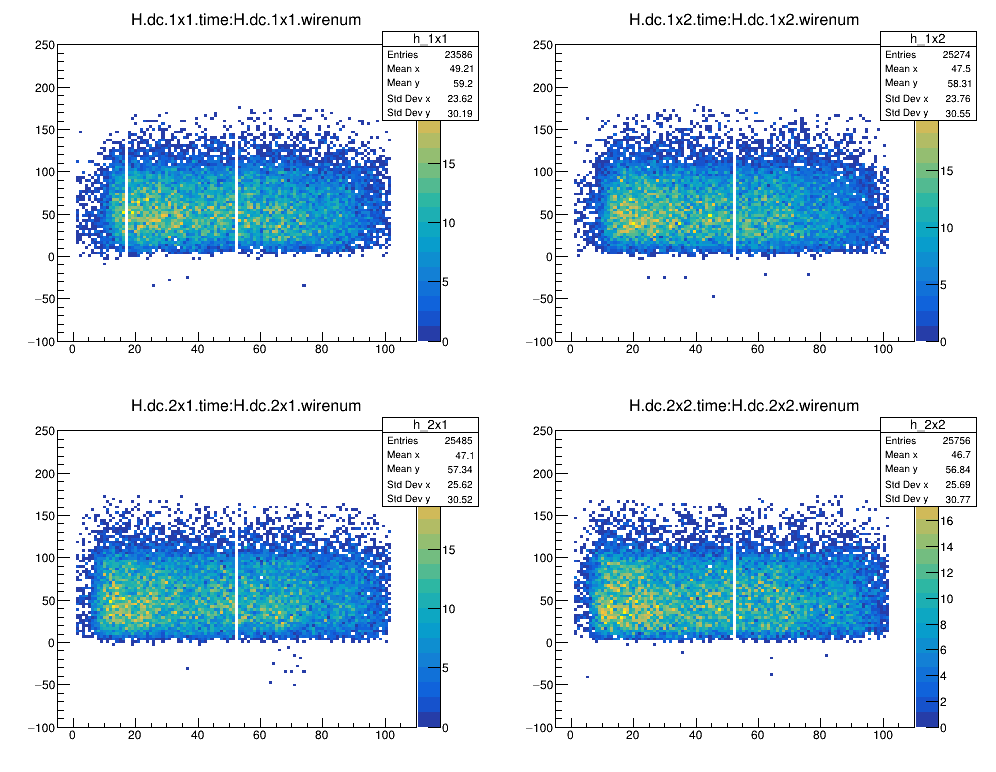 H.dc.1x1.time:H.dc.1x1.wirenum
h_1x1
Entries 23586
Mean x 49.21
Mean y 59.2
Std Dev x 23.62
Std Dev y 30.19
250
200
150
100
50
0
−50
−100
0 20 40 60 80 100
15
10
5
0
H.dc.1x2.time:H.dc.1x2.wirenum
h_1x2
Entries 25274
Mean x 47.5
Mean y 58.31
Std Dev x 23.76
Std Dev y 30.55
250
200
150
100
50
0
−50
−100
0 20 40 60 80 100
15
10
5
0
H.dc.2x1.time:H.dc.2x1.wirenum
h_2x1
Entries 25485
Mean x 47.1
Mean y 57.34
Std Dev x 25.62
Std Dev y 30.52
250
200
150
100
50
0
−50
−100
0 20 40 60 80 100
15
10
5
0
H.dc.2x2.time:H.dc.2x2.wirenum
h_2x2
Entries 25756
Mean x 46.7
Mean y 56.84
Std Dev x 25.69
Std Dev y 30.77
250
200
150
100
50
0
−50
−100
0 20 40 60 80 100
16
14
12
10
8
6
4
2
0